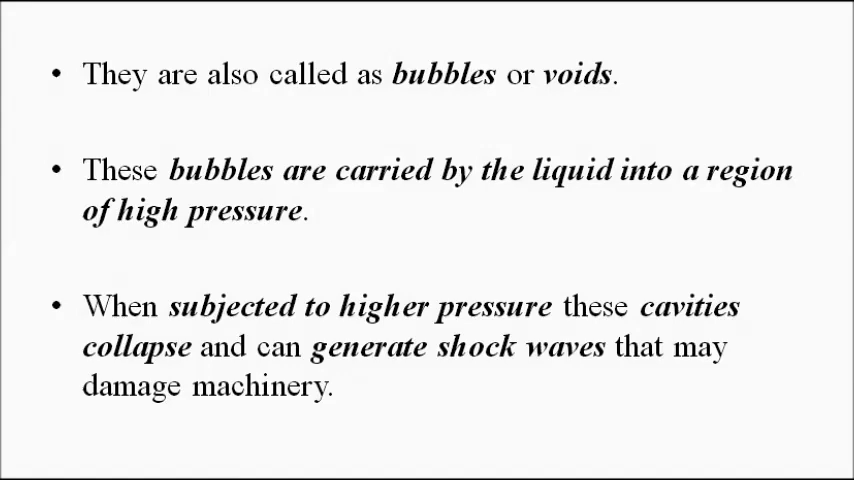 • They are also called as bubbles or voids.
• These bubbles are carried by the liquid into a region
of high pressure.
• When subjected to higher pressure these cavities
collapse and can generate shock waves that may
damage machinery.